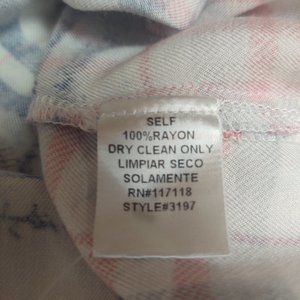 SELF
100%RAYON
DRY CLEAN ONLY
LIMPIAR SECO
SOLAMENTE
RN#117118
STYLE#3197